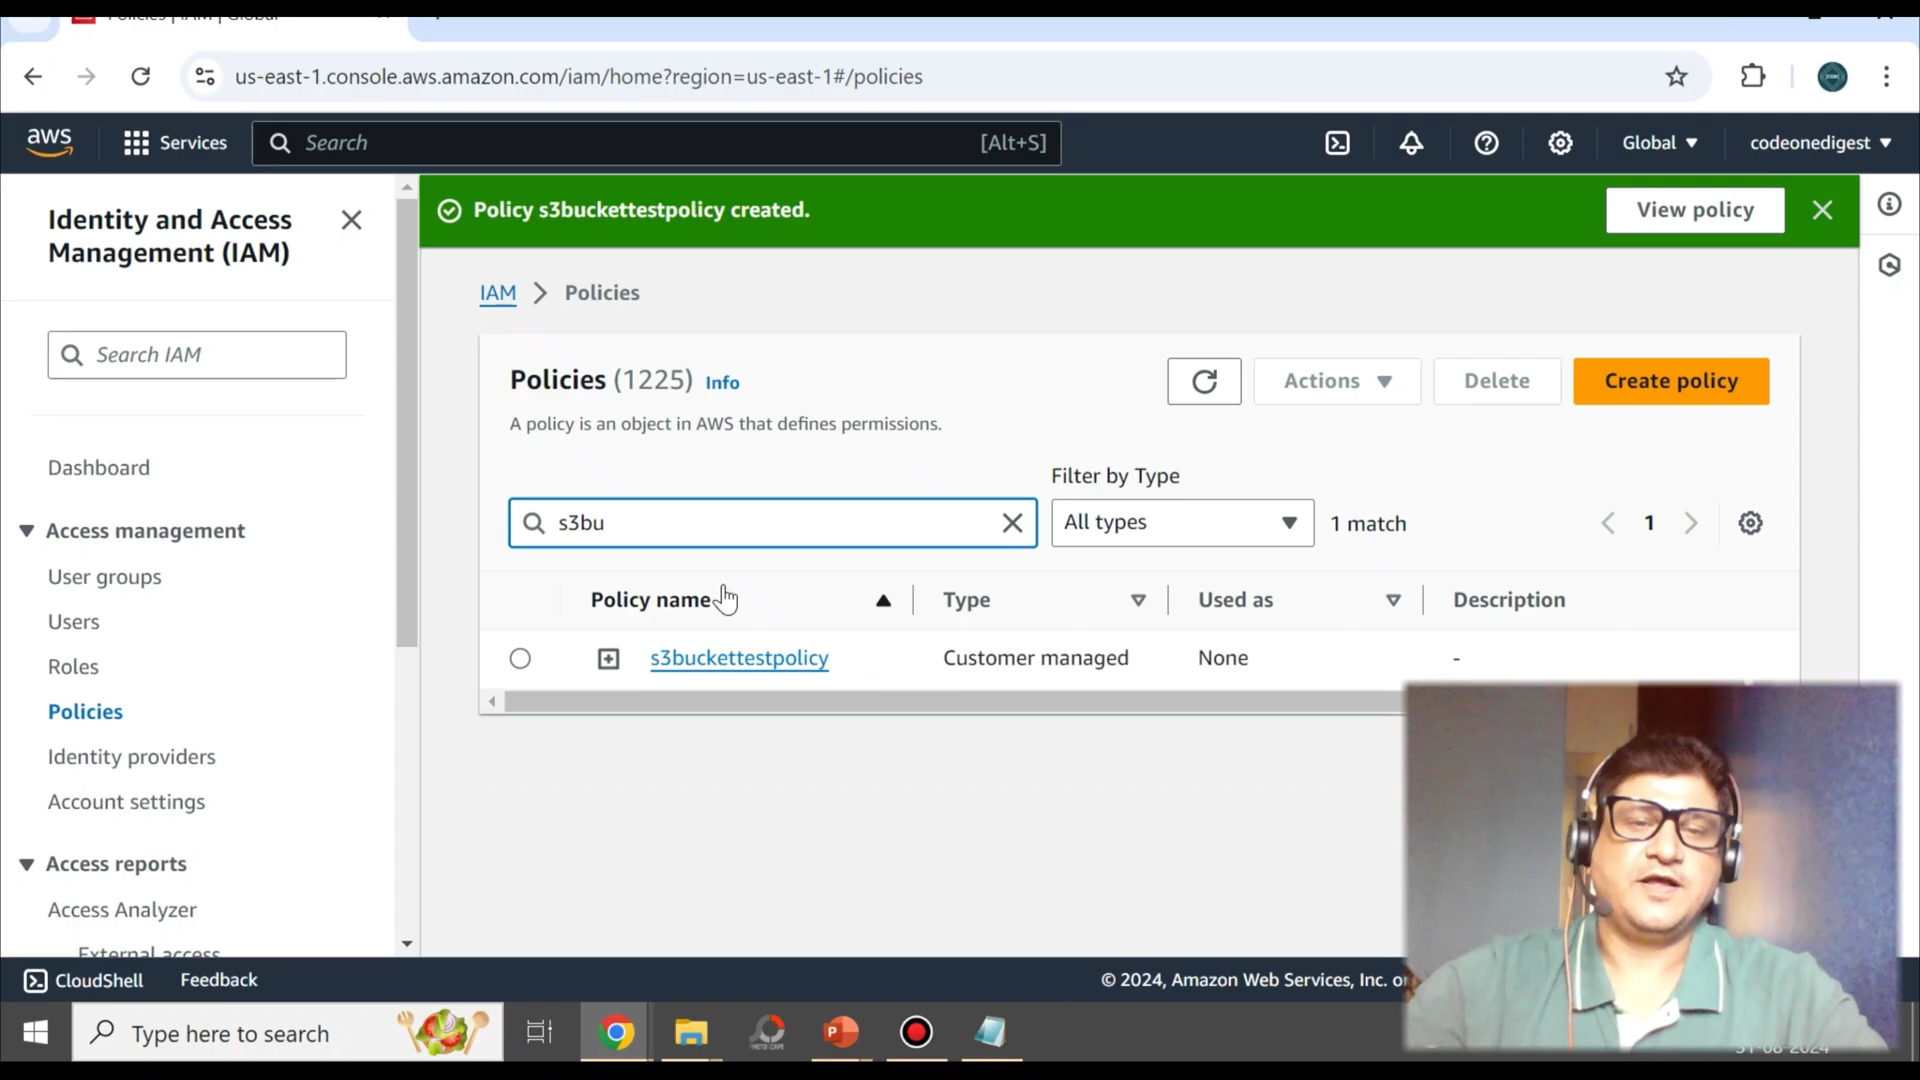 us-east-1.console.aws.amazon.com/iam/home?region=us-east-1#/policies
aws
Services
Search
[Alt+S]
Global
codeonedigest
Identity and Access
Management (IAM)
Search IAM
Dashboard
Access management
User groups
Users
Roles
Policies
Identity providers
Account settings
Access reports
Access Analyzer
External access
Policy s3buckettestpolicy created.
View policy
IAM
Policies
Policies (1225) Info
Actions
Delete
Create policy
A policy is an object in AWS that defines permissions.
Filter by Type
s3bu
All types
1 match
1
Policy name
Type
Used as
Description
s3buckettestpolicy
Customer managed
None
-
CloudShell
Feedback
© 2024, Amazon Web Services, Inc.
Type here to search
31-08-2024